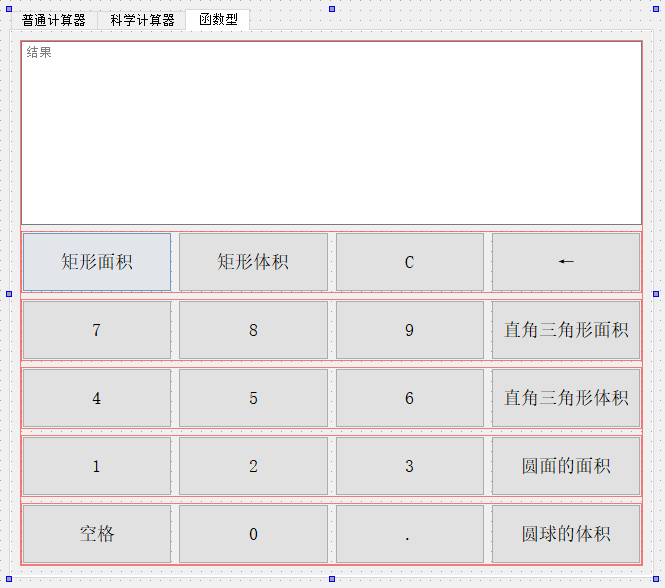 普通计算器 科学计算器 函数型
结果
矩形面积 矩形体积 C ←
7 8 9 直角三角形面积
4 5 6 直角三角形体积
1 2 3 圆面的面积
空格 0 . 圆球的体积